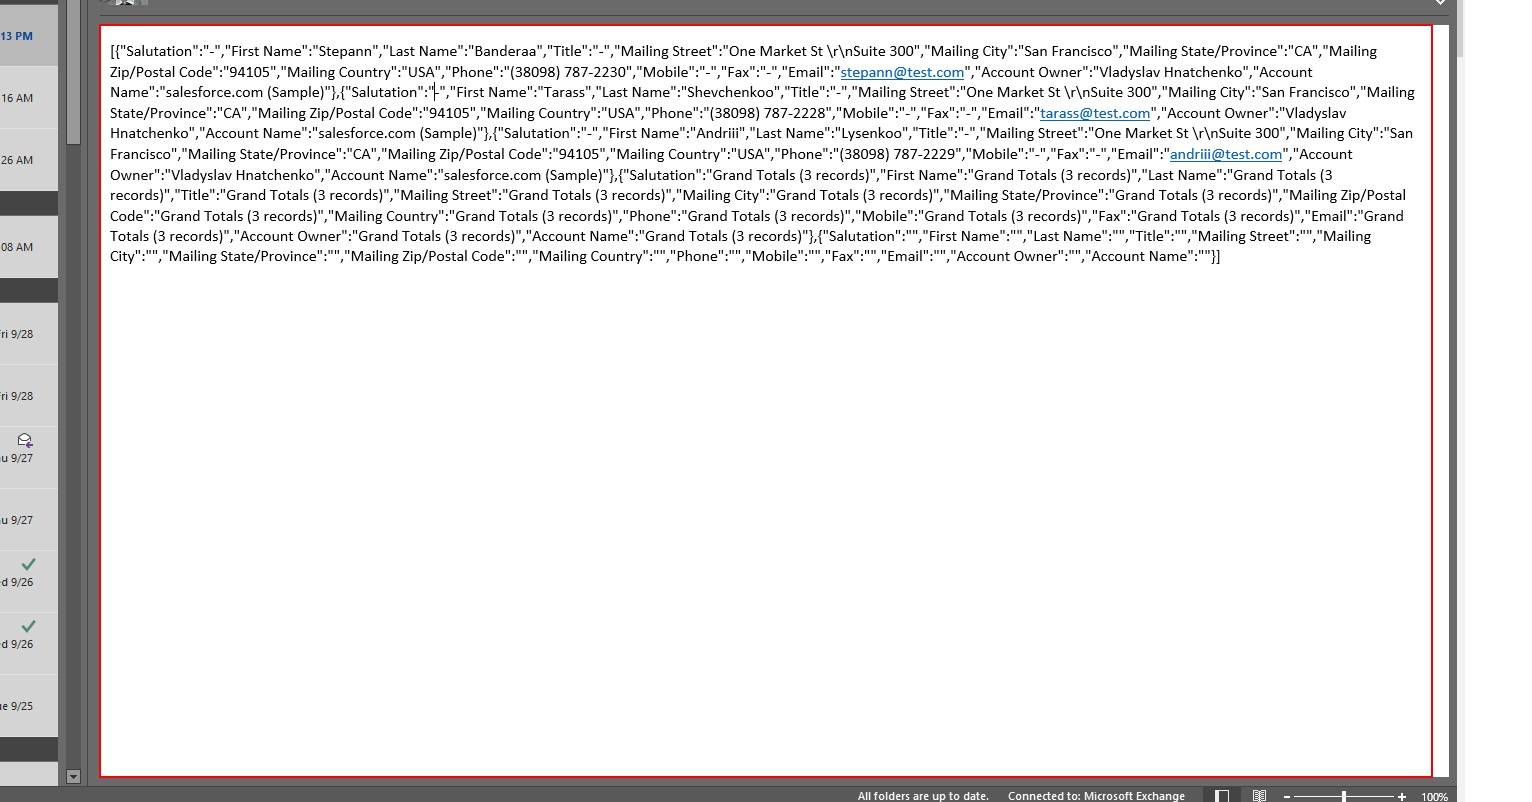 13 PM
16 AM
26 AM
08 AM
ri 9/28
ri 9/28
u 9/27
u 9/27
d 9/26
d 9/26
ue 9/25
[{"Salutation":"-","First Name":"Stepann","Last Name":"Banderaa","Title":"-","Mailing Street":"One Market St \r\nSuite 300","Mailing City":"San Francisco","Mailing State/Province":"CA","Mailing
Zip/Postal Code":"94105","Mailing Country":"USA","Phone":"(38098) 787-2230","Mobile":"-","Fax":"-","Email":"stepann@test.com","Account Owner":"Vladyslav Hnatchenko","Account
Name":"salesforce.com (Sample)"},{"Salutation":"-","First Name":"Tarass","Last Name":"Shevchenkoo","Title":"-","Mailing Street":"One Market St \r\nSuite 300","Mailing City":"San Francisco","Mailing
State/Province":"CA","Mailing Zip/Postal Code":"94105","Mailing Country":"USA","Phone":"(38098) 787-2228","Mobile":"-","Fax":"-","Email":"tarass@test.com","Account Owner":"Vladyslav
Hnatchenko","Account Name":"salesforce.com (Sample)"},{"Salutation":"-","First Name":"Andriii","Last Name":"Lysenkoo","Title":"-","Mailing Street":"One Market St \r\nSuite 300","Mailing City":"San
Francisco","Mailing State/Province":"CA","Mailing Zip/Postal Code":"94105","Mailing Country":"USA","Phone":"(38098) 787-2229","Mobile":"-","Fax":"-","Email":"andriii@test.com","Account
Owner":"Vladyslav Hnatchenko","Account Name":"salesforce.com (Sample)"},{"Salutation":"Grand Totals (3 records)","First Name":"Grand Totals (3 records)","Last Name":"Grand Totals (3
records)","Title":"Grand Totals (3 records)","Mailing Street":"Grand Totals (3 records)","Mailing City":"Grand Totals (3 records)","Mailing State/Province":"Grand Totals (3 records)","Mailing Zip/Postal
Code":"Grand Totals (3 records)","Mailing Country":"Grand Totals (3 records)","Phone":"Grand Totals (3 records)","Mobile":"Grand Totals (3 records)","Fax":"Grand Totals (3 records)","Email":"Grand
Totals (3 records)","Account Owner":"Grand Totals (3 records)","Account Name":"Grand Totals (3 records)"},{"Salutation":"","First Name":"","Last Name":"","Title":"","Mailing Street":"","Mailing
City":"","Mailing State/Province":"","Mailing Zip/Postal Code":"","Mailing Country":"","Phone":"","Mobile":"","Fax":"","Email":"","Account Owner":"","Account Name":""}]
All folders are up to date. Connected to: Microsoft Exchange 100%